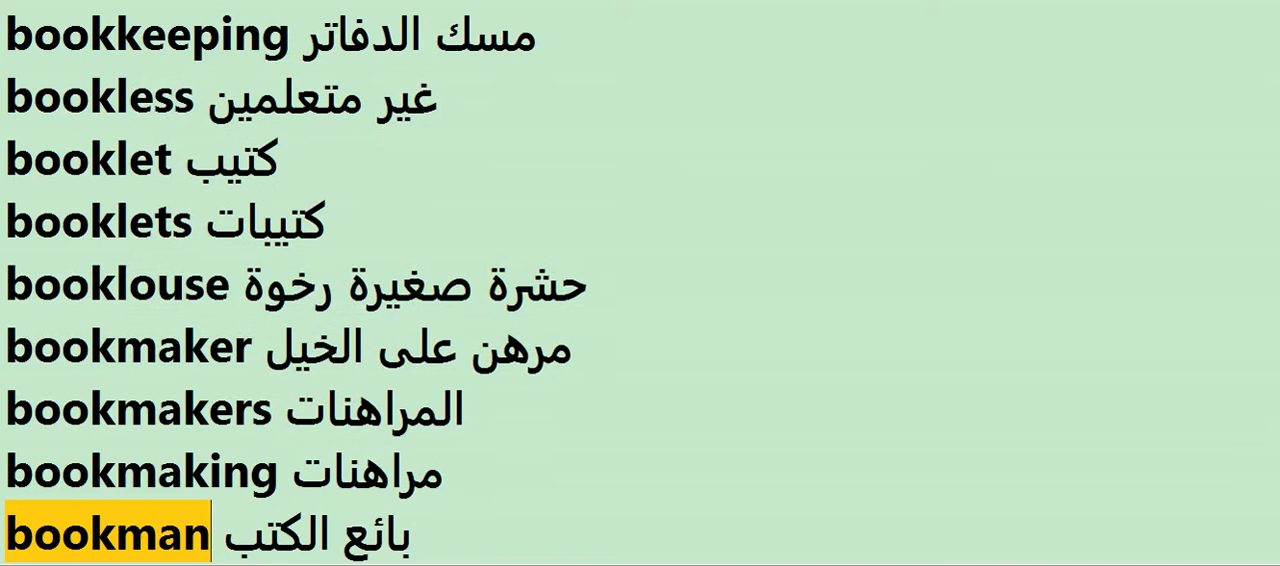 bookkeeping مسك الدفاتر
bookless غير متعلمين
booklet كتيب
booklets كتيبات
booklouse حشرة صغيرة رخوة
bookmaker مرهن على الخيل
bookmakers المراهنات
bookmaking مراهنات
bookman بائع الكتب